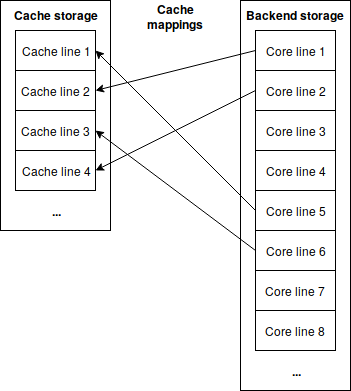 Cache storage
Cache line 1
Cache line 2
Cache line 3
Cache line 4
...
Cache
mappings
Backend storage
Core line 1
Core line 2
Core line 3
Core line 4
Core line 5
Core line 6
Core line 7
Core line 8
...